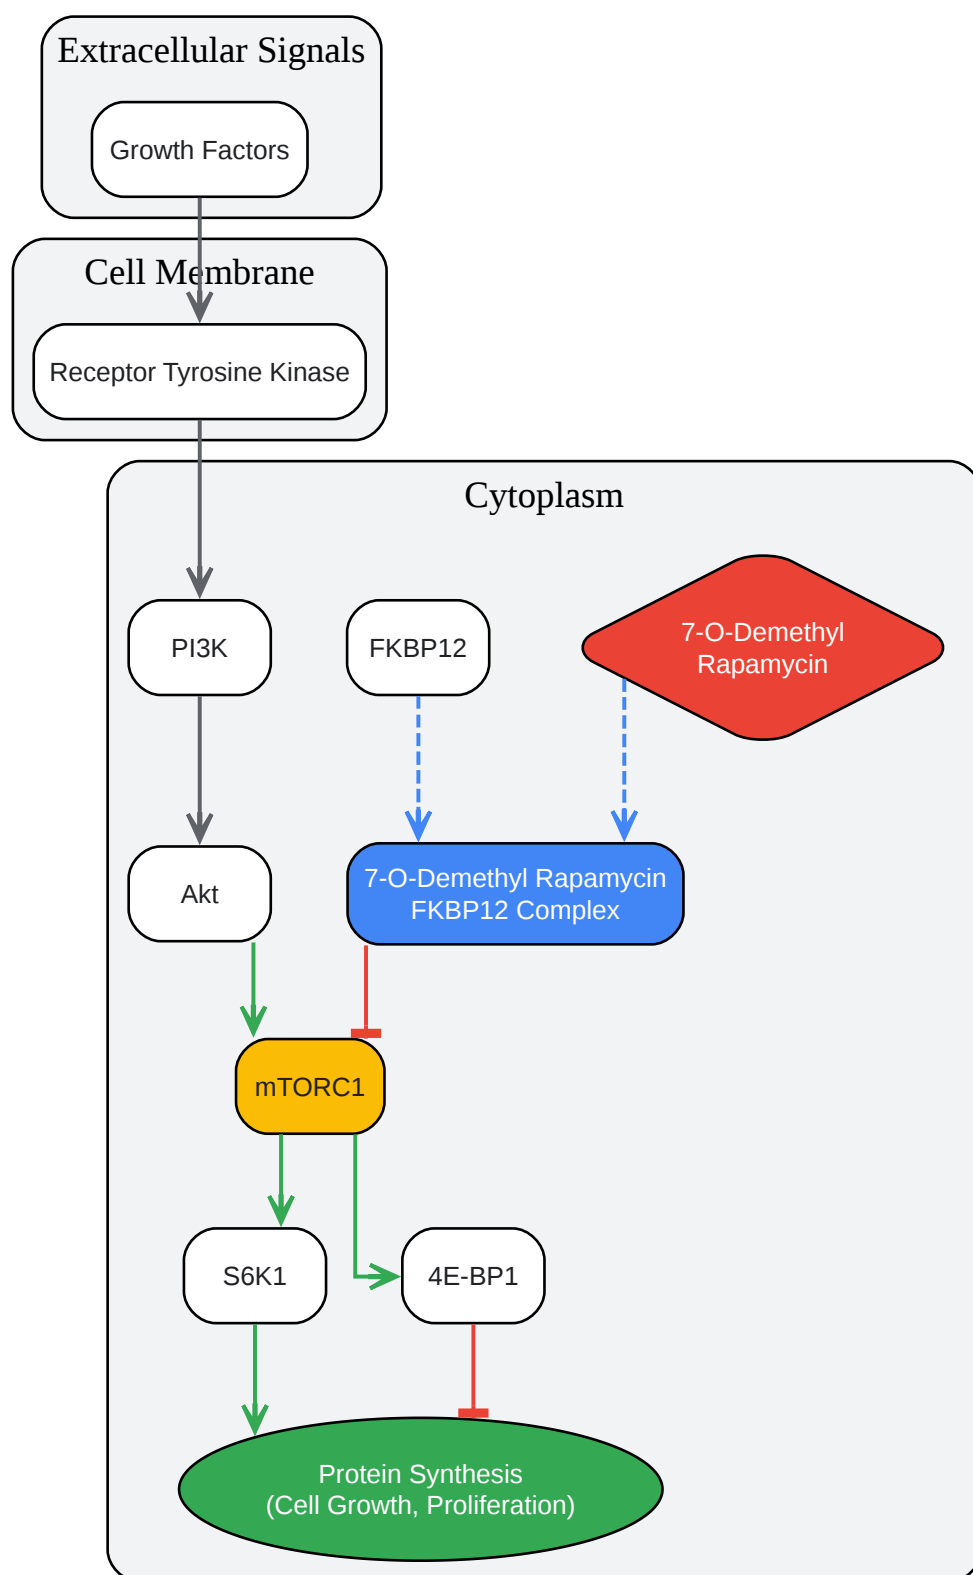 Extracellular Signals
Growth Factors
Cell Membrane
Receptor Tyrosine Kinase
Cytoplasm
PI3K
FKBP12
7-O-Demethyl
Rapamycin
Akt
7-O-Demethyl Rapamycin
FKBP12 Complex
mTORC1
S6K1
4E-BP1
Protein Synthesis
(Cell Growth, Proliferation)